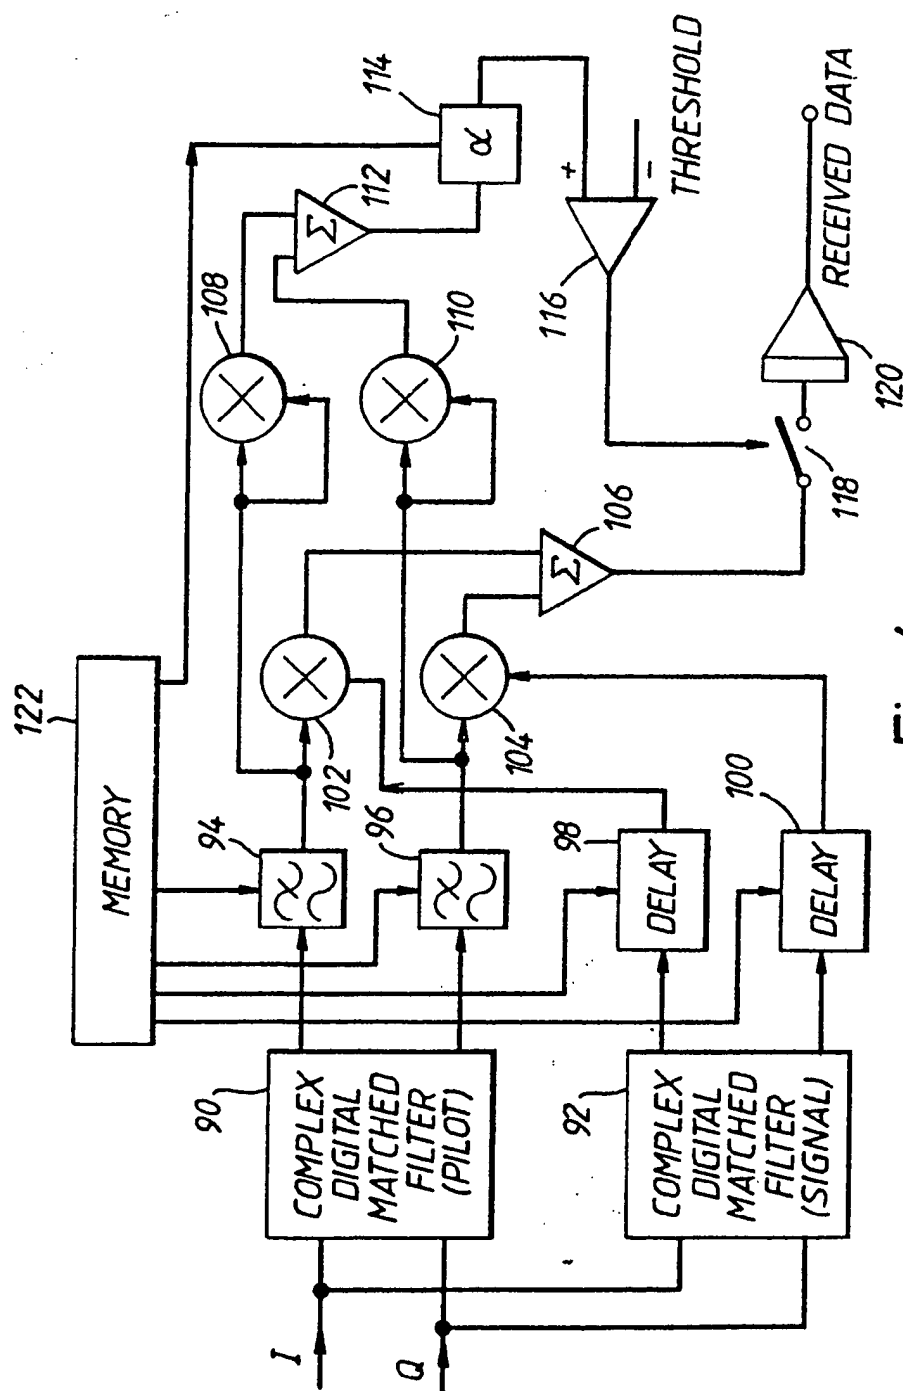 122
MEMORY
108
112
Σ
114
α
94
102
110
96
104
116
+
-
THRESHOLD
106
Σ
I
Q
90
COMPLEX
DIGITAL
MATCHED
FILTER
(PILOT)
92
COMPLEX
DIGITAL
MATCHED
FILTER
(SIGNAL)
98
DELAY
100
DELAY
118
120
RECEIVED DATA